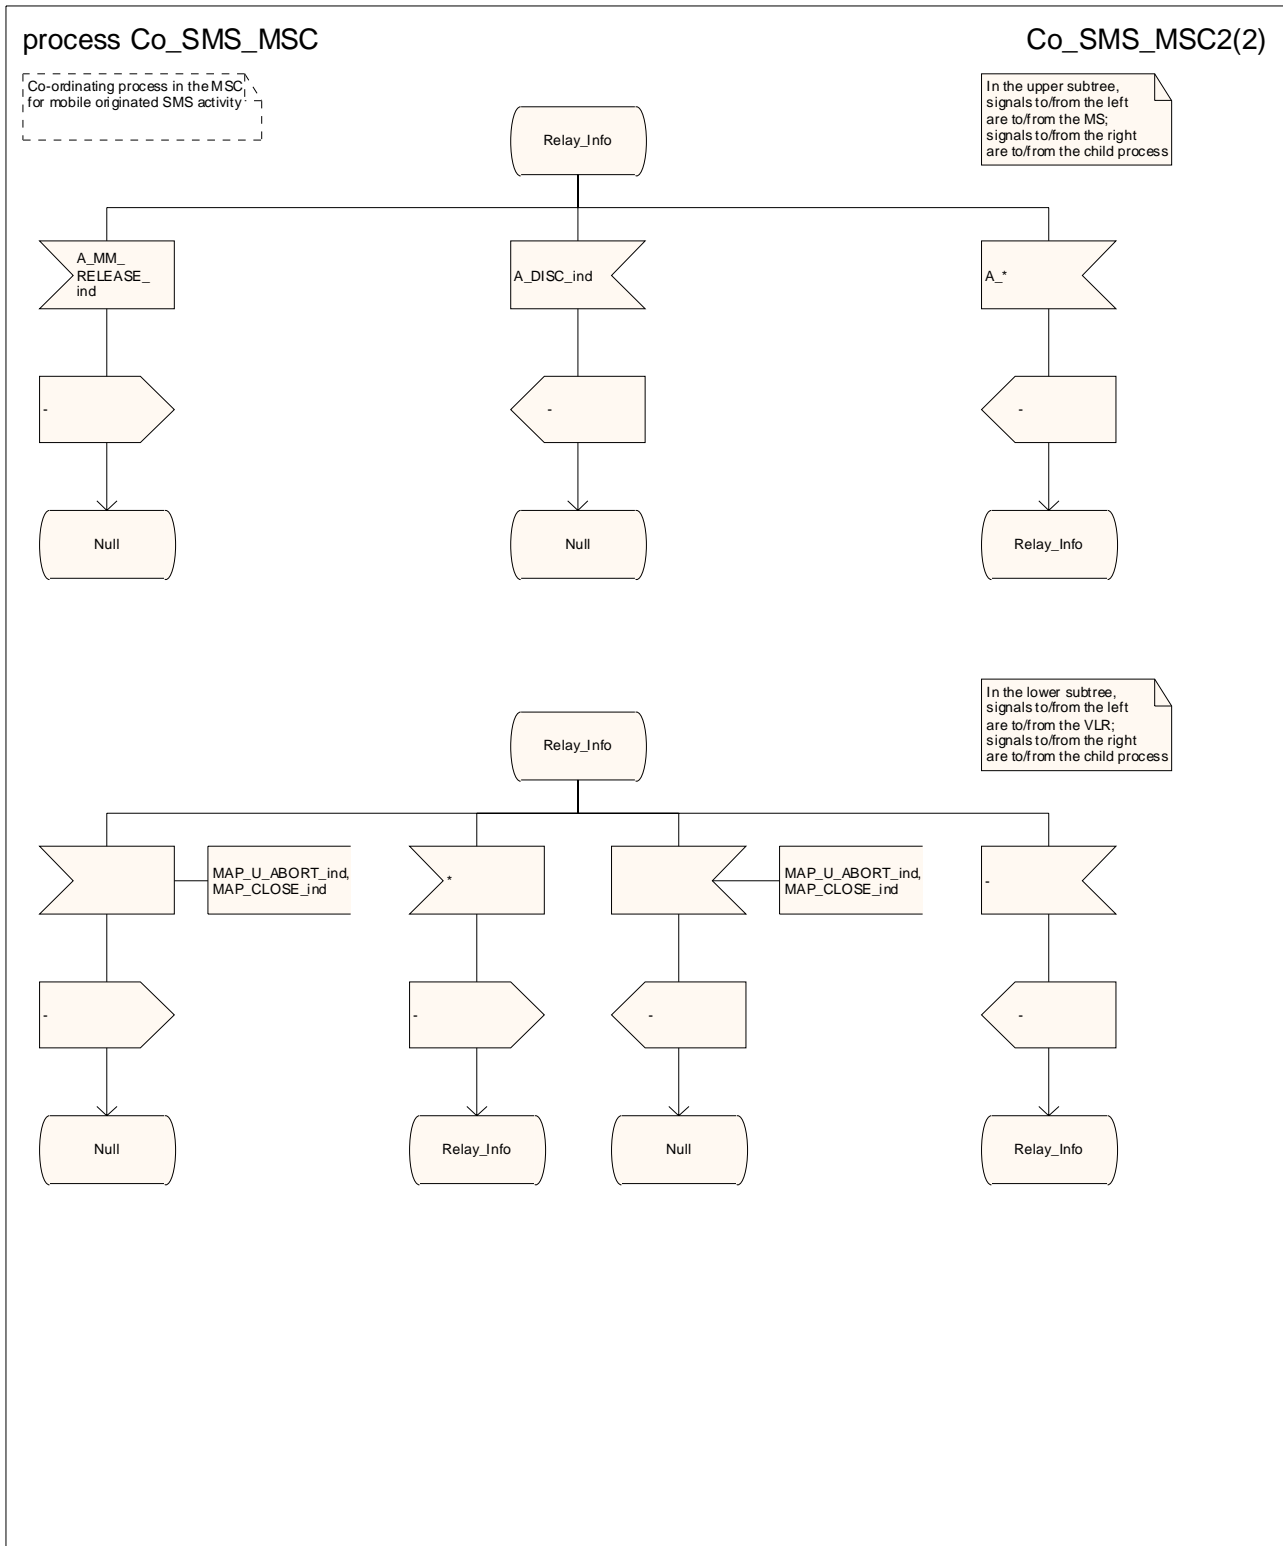 process Co_SMS_MSC
Co_SMS_MSC2(2)
Co-ordinating process in the MSC
for mobile originated SMS activity
In the upper subtree,
signals to/from the left
are to/from the MS;
signals to/from the right
are to/from the child process
Relay_Info
A_MM_
RELEASE_
ind
A_DISC_ind
A_*
-
-
-
Null
Null
Relay_Info
In the lower subtree,
signals to/from the left
are to/from the VLR;
signals to/from the right
are to/from the child process
Relay_Info
MAP_U_ABORT_ind,
MAP_CLOSE_ind
*
MAP_U_ABORT_ind,
MAP_CLOSE_ind
-
-
-
-
-
Null
Relay_Info
Null
Relay_Info